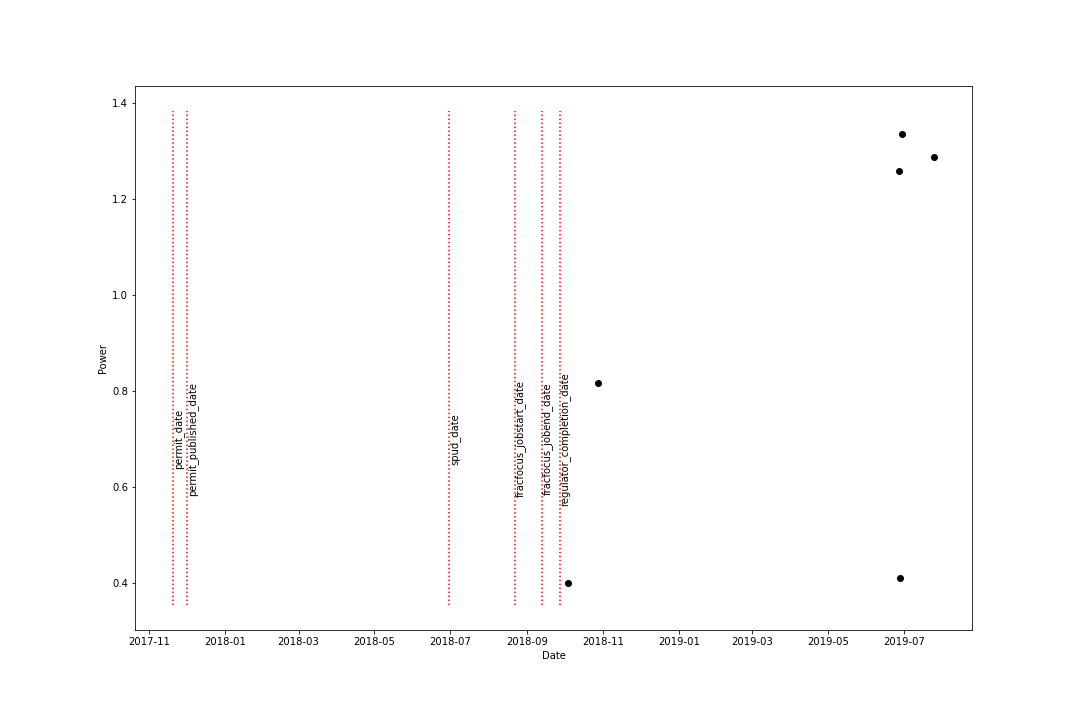 1.4
1.2
1.0
0.8
0.6
0.4
Power
permit_date
permit_published_date
spud_date
fracfocus_jobstart_date
fracfocus_jobend_date
regulator_completion_date
2017-11
2018-01
2018-03
2018-05
2018-07
2018-09
2018-11
2019-01
2019-03
2019-05
2019-07
Date